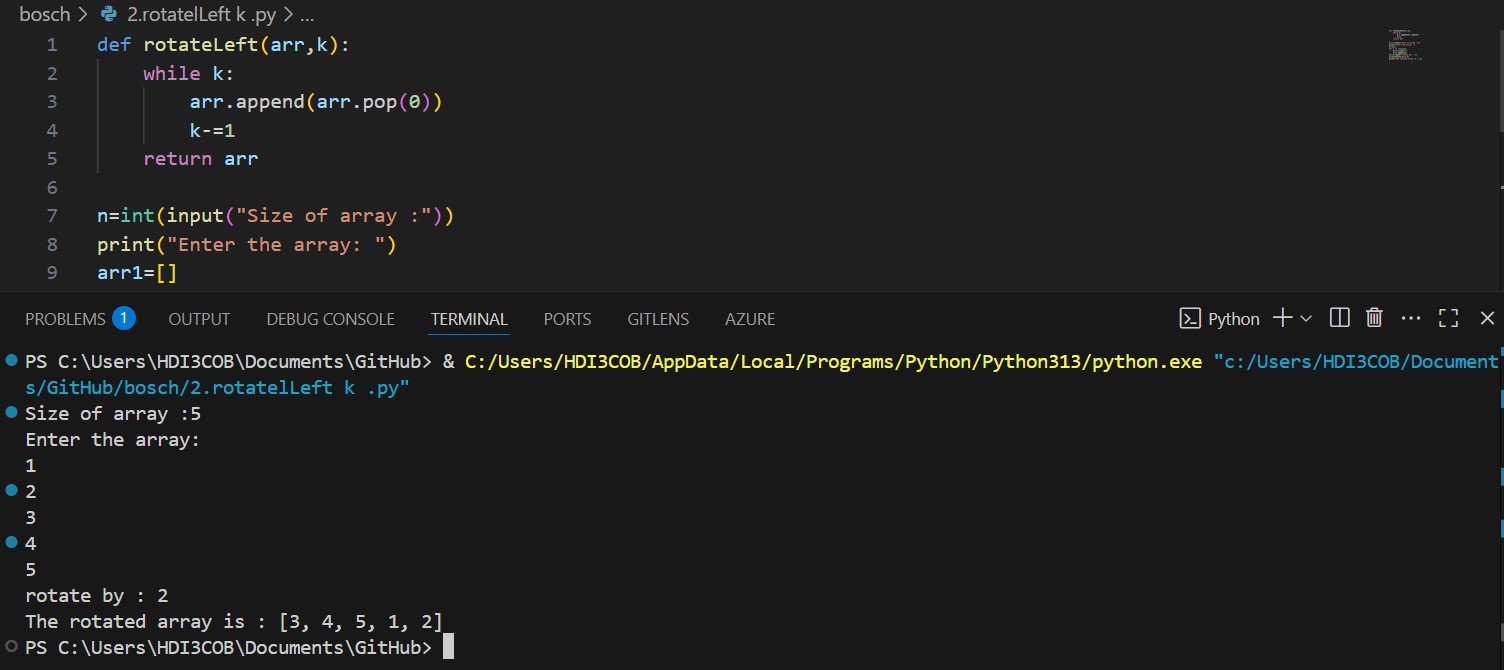 bosch > 2.rotatelLeft k .py > ...
1 def rotateLeft(arr,k):
2 while k:
3 arr.append(arr.pop(0))
4 k-=1
5 return arr
6
7 n=int(input("Size of array :"))
8 print("Enter the array: ")
9 arr1=[]
PROBLEMS 1 OUTPUT DEBUG CONSOLE TERMINAL PORTS GITLENS AZURE Python
PS C:\Users\HDI3COB\Documents\GitHub> & C:/Users/HDI3COB/AppData/Local/Programs/Python/Python313/python.exe "c:/Users/HDI3COB/Document
s/GitHub/bosch/2.rotatelLeft k .py"
Size of array :5
Enter the array:
1
2
3
4
5
rotate by : 2
The rotated array is : [3, 4, 5, 1, 2]
PS C:\Users\HDI3COB\Documents\GitHub>